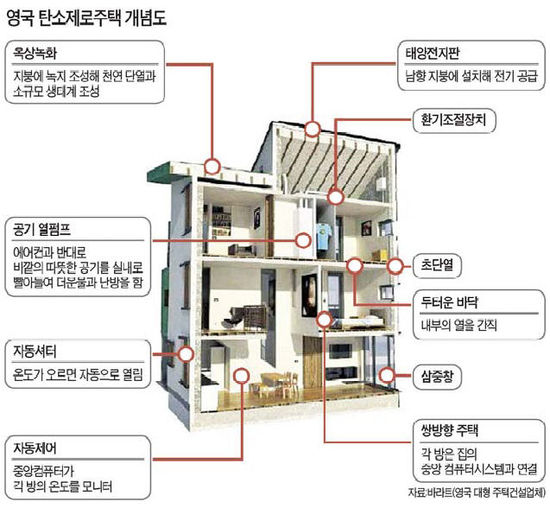 영국 탄소제로주택 개념도
옥상녹화
지붕에 녹지 조성해 천연 단열과
소규모 생태계 조성
태양전지판
남향 지붕에 설치해 전기 공급
환기조절장치
공기 열펌프
에어컨과 반대로
바깥의 따뜻한 공기를 실내로
빨아들여 더운물과 난방을 함
초단열
두터운 바닥
내부의 열을 간직
자동셔터
온도가 오르면 자동으로 열림
삼중창
자동제어
중앙컴퓨터가
각 방의 온도를 모니터
쌍방향 주택
각 방은 집의
중앙 컴퓨터시스템과 연결
자료:바라트(영국 대형 주택건설업체)